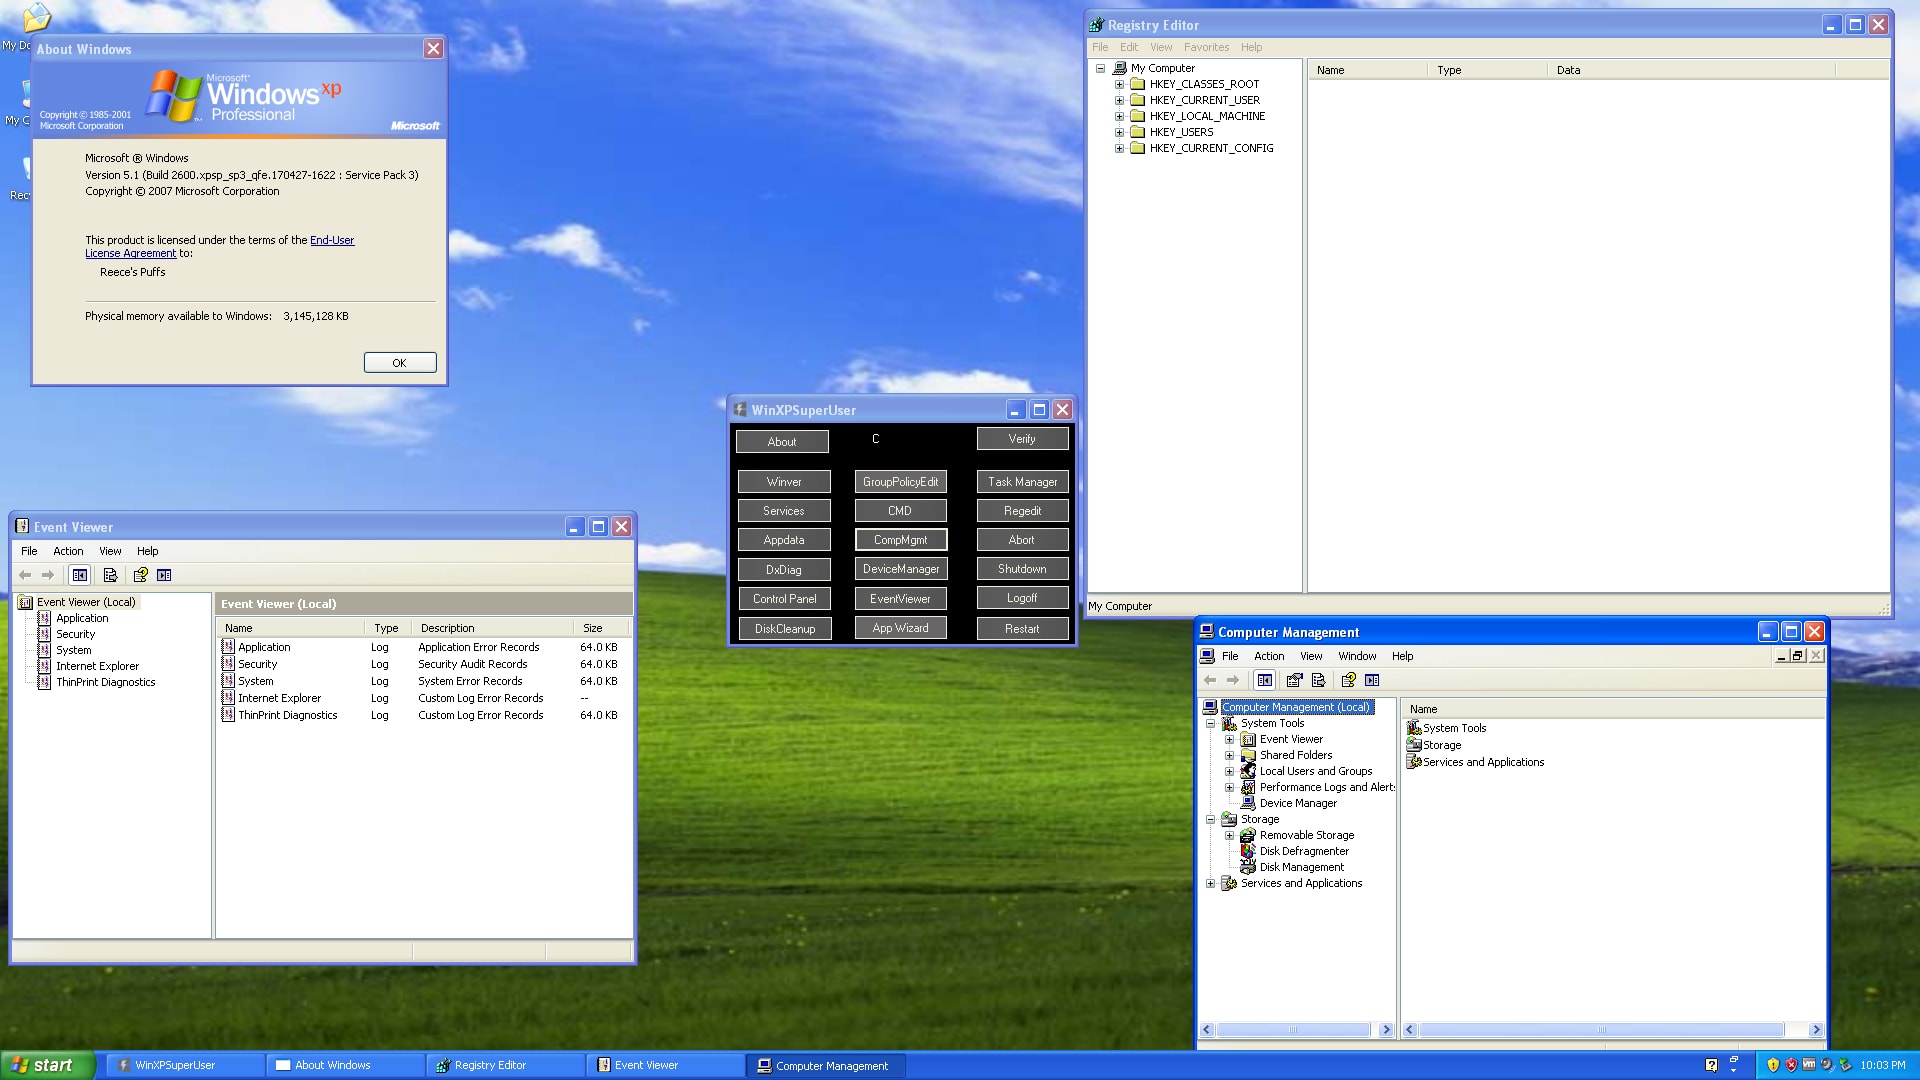 My
My
Rec
About Windows
Copyright © 1985-2001
Microsoft Corporation
Microsoft®
Windows xp
Professional
Microsoft
Microsoft ® Windows
Version 5.1 (Build 2600.xpsp_sp3_qfe.170427-1622 : Service Pack 3)
Copyright © 2007 Microsoft Corporation
This product is licensed under the terms of the End-User
License Agreement to:
Reece's Puffs
Physical memory available to Windows: 3,145,128 KB
OK
Registry Editor
File Edit View Favorites Help
My Computer
HKEY_CLASSES_ROOT
HKEY_CURRENT_USER
HKEY_LOCAL_MACHINE
HKEY_USERS
HKEY_CURRENT_CONFIG
Name Type Data
My Computer
WinXPSuperUser
About C Verify
Winver GroupPolicyEdit Task Manager
Services CMD Regedit
Appdata CompMgmt Abort
DxDiag DeviceManager Shutdown
Control Panel EventViewer Logoff
DiskCleanup App Wizard Restart
Event Viewer
File Action View Help
Event Viewer (Local)
Application
Security
System
Internet Explorer
ThinPrint Diagnostics
Event Viewer (Local)
Name Type Description Size
Application Log Application Error Records 64.0 KB
Security Log Security Audit Records 64.0 KB
System Log System Error Records 64.0 KB
Internet Explorer Log Custom Log Error Records --
ThinPrint Diagnostics Log Custom Log Error Records 64.0 KB
Computer Management
File Action View Window Help
Computer Management (Local)
System Tools
Event Viewer
Shared Folders
Local Users and Groups
Performance Logs and Alerts
Device Manager
Storage
Removable Storage
Disk Defragmenter
Disk Management
Services and Applications
Name
System Tools
Storage
Services and Applications
start WinXPSuperUser About Windows Registry Editor Event Viewer Computer Management vm 10:03 PM